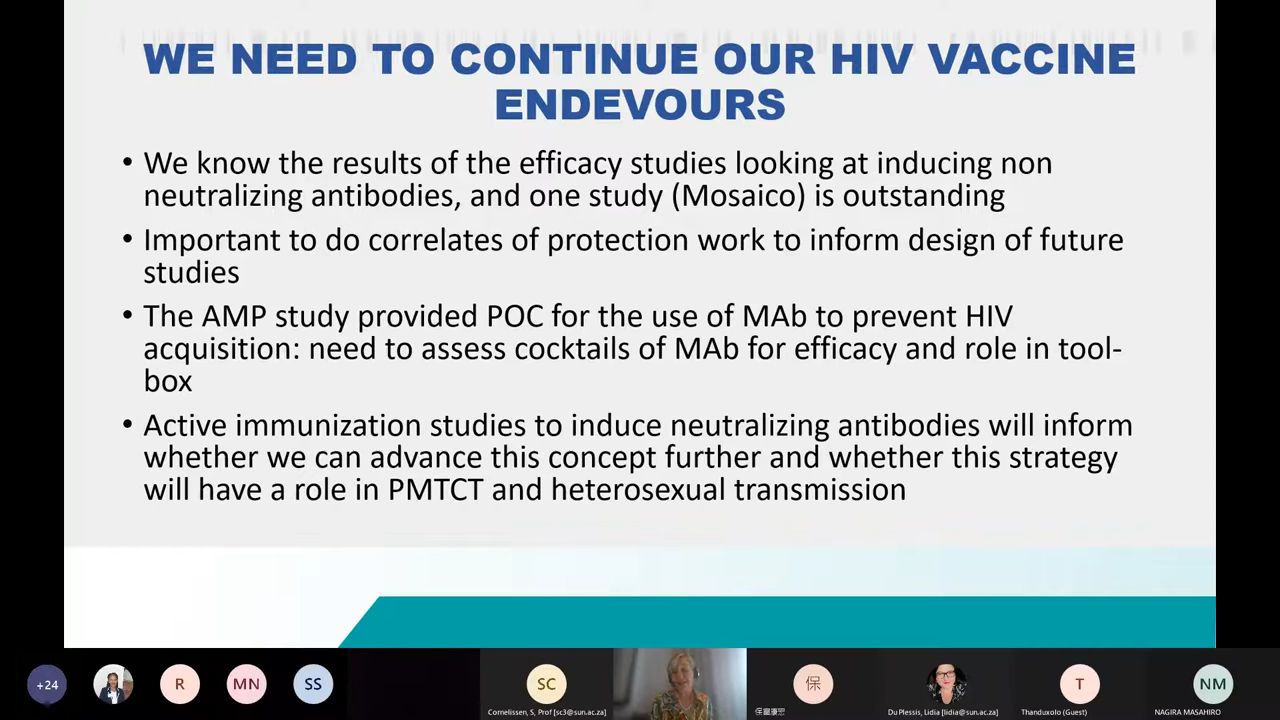 WE NEED TO CONTINUE OUR HIV VACCINE
ENDEVOURS
• We know the results of the efficacy studies looking at inducing non
neutralizing antibodies, and one study (Mosaico) is outstanding
• Important to do correlates of protection work to inform design of future
studies
• The AMP study provided POC for the use of MAb to prevent HIV
acquisition: need to assess cocktails of MAb for efficacy and role in tool-
box
• Active immunization studies to induce neutralizing antibodies will inform
whether we can advance this concept further and whether this strategy
will have a role in PMTCT and heterosexual transmission
+24
R
MN
SS
SC
保
T
NM
Cornelissen, S, Prof [sc3@sun.ac.za]
保富康宏
Du Plessis, Lidia [lidia@sun.ac.za]
Thanduxolo (Guest)
NAGIRA MASAHIRO